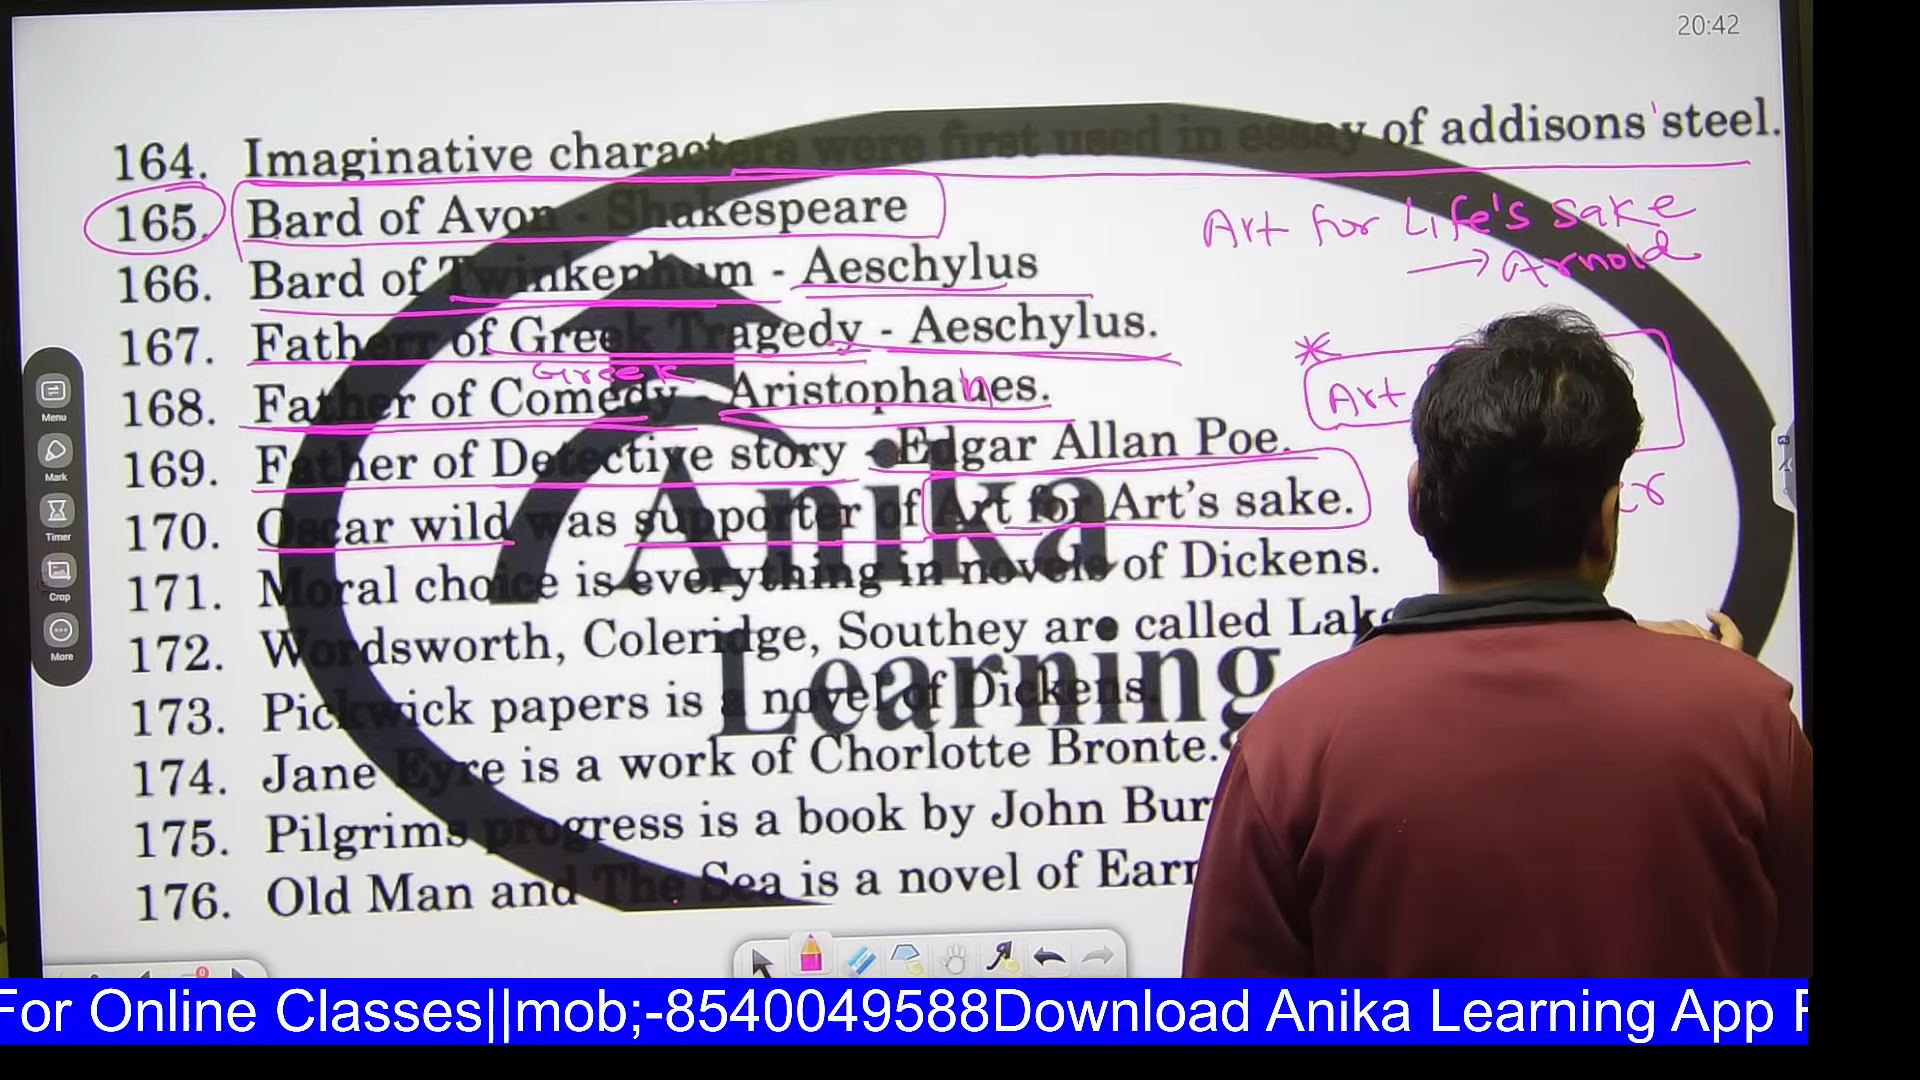 20:42
164. Imaginative characters were first used in essay of addisons' steel.
165. Bard of Avon - Shakespeare
Art for Life's sake
→ Arnold
166. Bard of Twinkenhum - Aeschylus
167. Fatherr of Greek Tragedy - Aeschylus.
Greek
168. Father of Comedy - Aristophanes.
* Art
169. Father of Detective story - Edgar Allan Poe.
170. Oscar wild was supporter of Art for Art's sake.
171. Moral choice is everything in novels of Dickens.
172. Wordsworth, Coleridge, Southey are called
173. Pickwick papers is a novel of Dickens.
174. Jane Eyre is a work of Chorlotte Bronte.
175. Pilgrims progress is a book by John
176. Old Man and The Sea is a novel of
Anika
Learning
Menu
Mark
Timer
Crop
More
For Online Classes||mob;-8540049588Download Anika Learning App